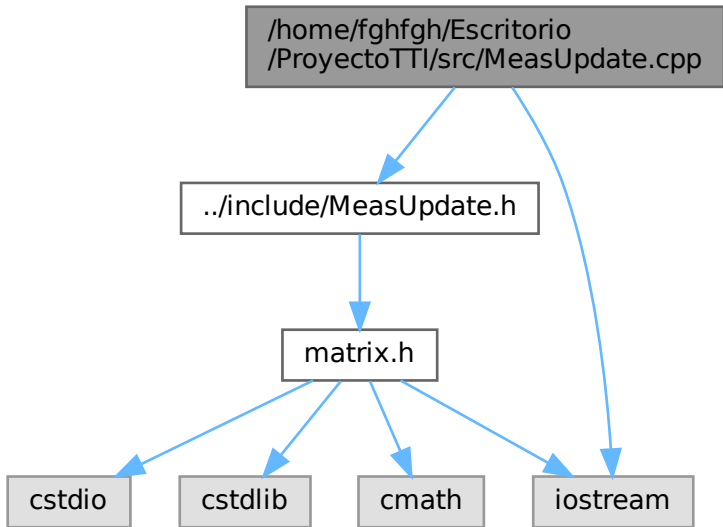 /home/fghfgh/Escritorio
/ProyectoTTI/src/MeasUpdate.cpp
../include/MeasUpdate.h
matrix.h
cstdio
cstdlib
cmath
iostream